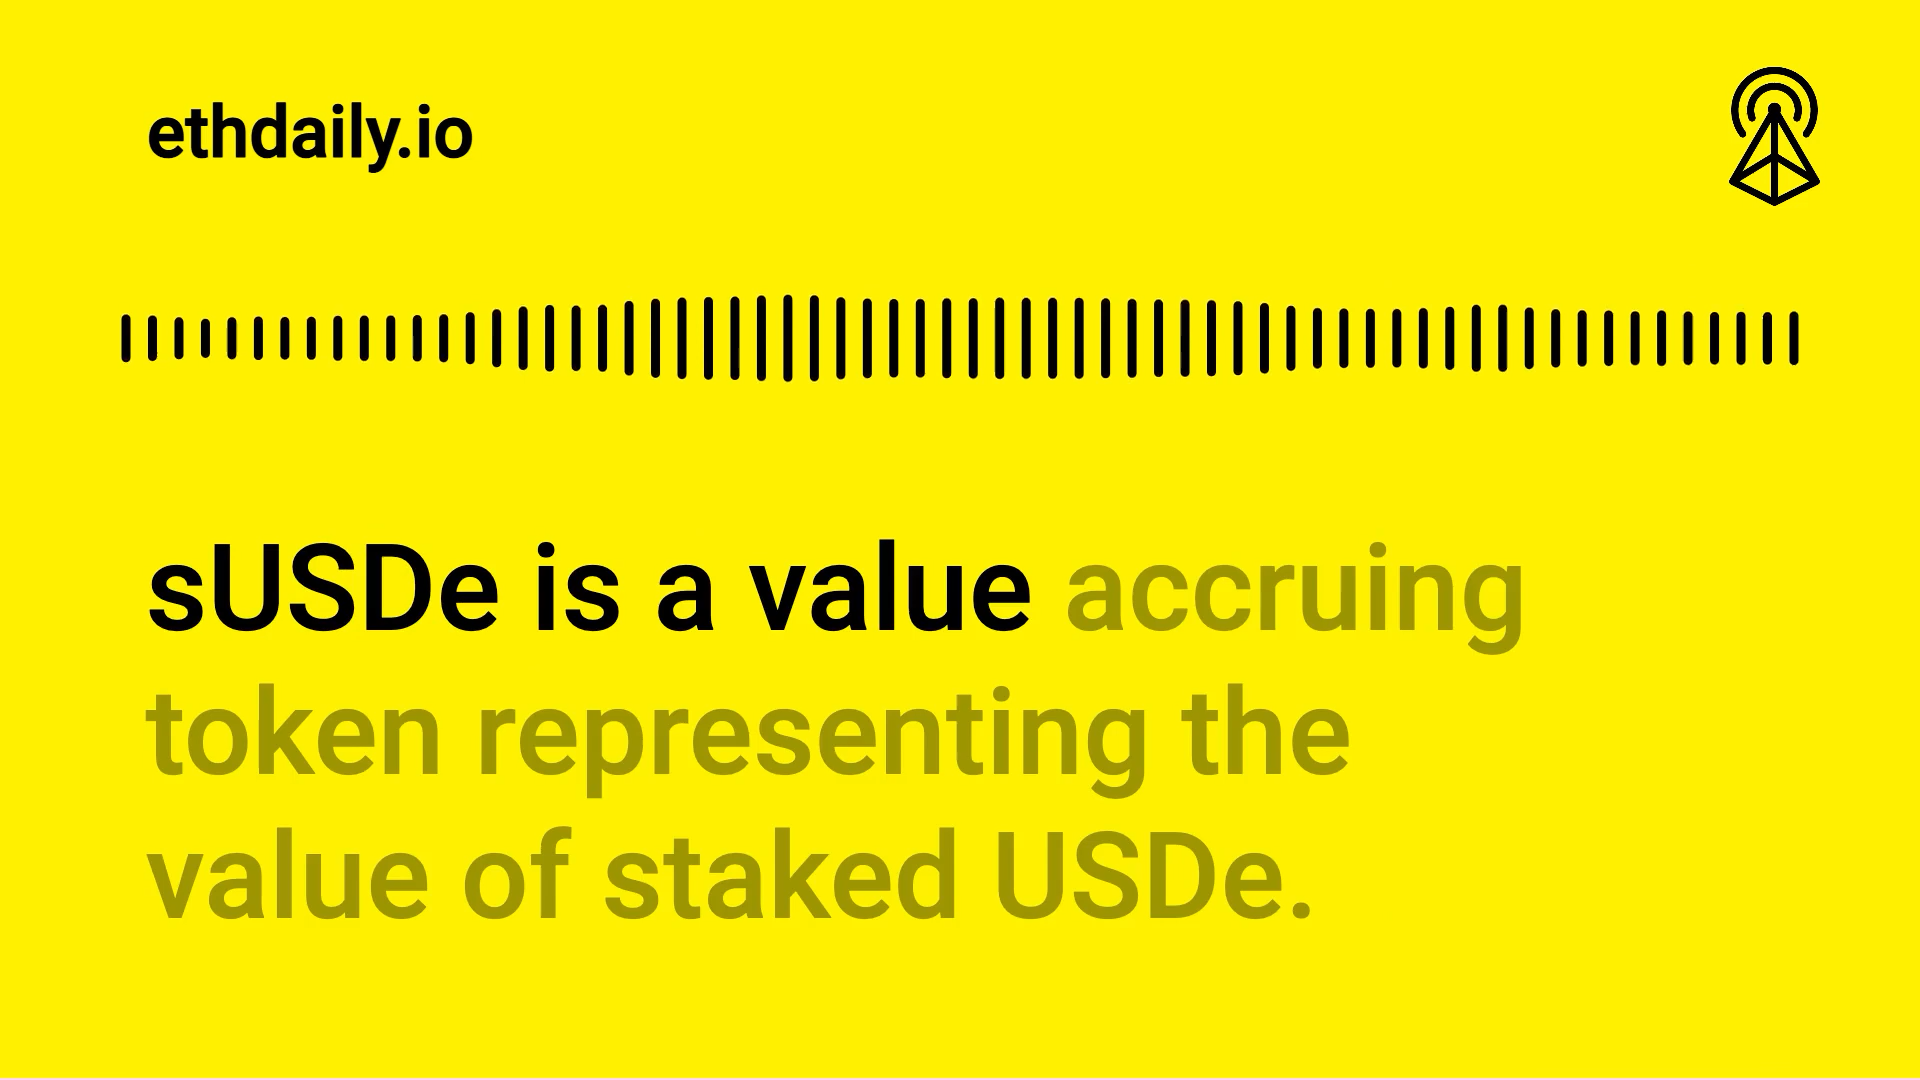 ethdaily.io
sUSDe is a value accruing
token representing the
value of staked USDe.